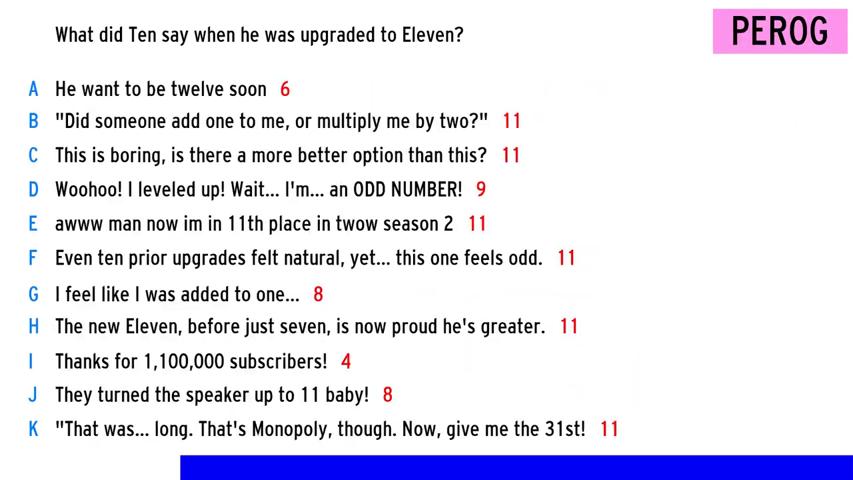 What did Ten say when he was upgraded to Eleven?
PEROG
A He want to be twelve soon 6
B "Did someone add one to me, or multiply me by two?" 11
C This is boring, is there a more better option than this? 11
D Woohoo! I leveled up! Wait... I'm... an ODD NUMBER! 9
E awww man now im in 11th place in twow season 2 11
F Even ten prior upgrades felt natural, yet... this one feels odd. 11
G I feel like I was added to one... 8
H The new Eleven, before just seven, is now proud he's greater. 11
I Thanks for 1,100,000 subscribers! 4
J They turned the speaker up to 11 baby! 8
K "That was... long. That's Monopoly, though. Now, give me the 31st! 11